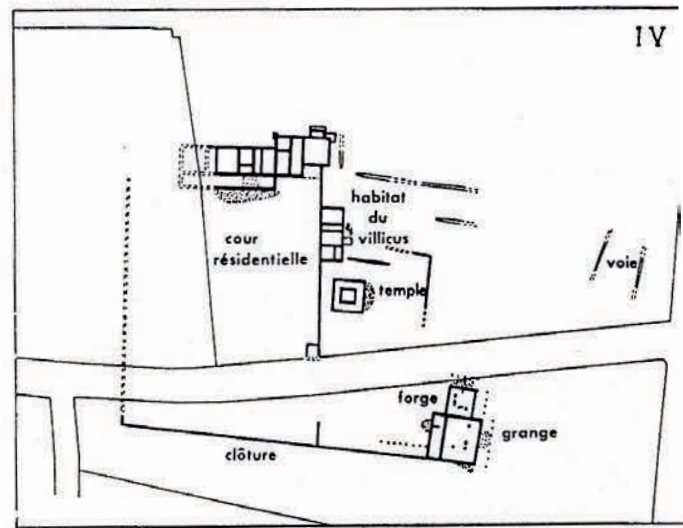 IV
habitat
du
villicus
cour
résidentielle
voie
temple
forge
grange
clôture